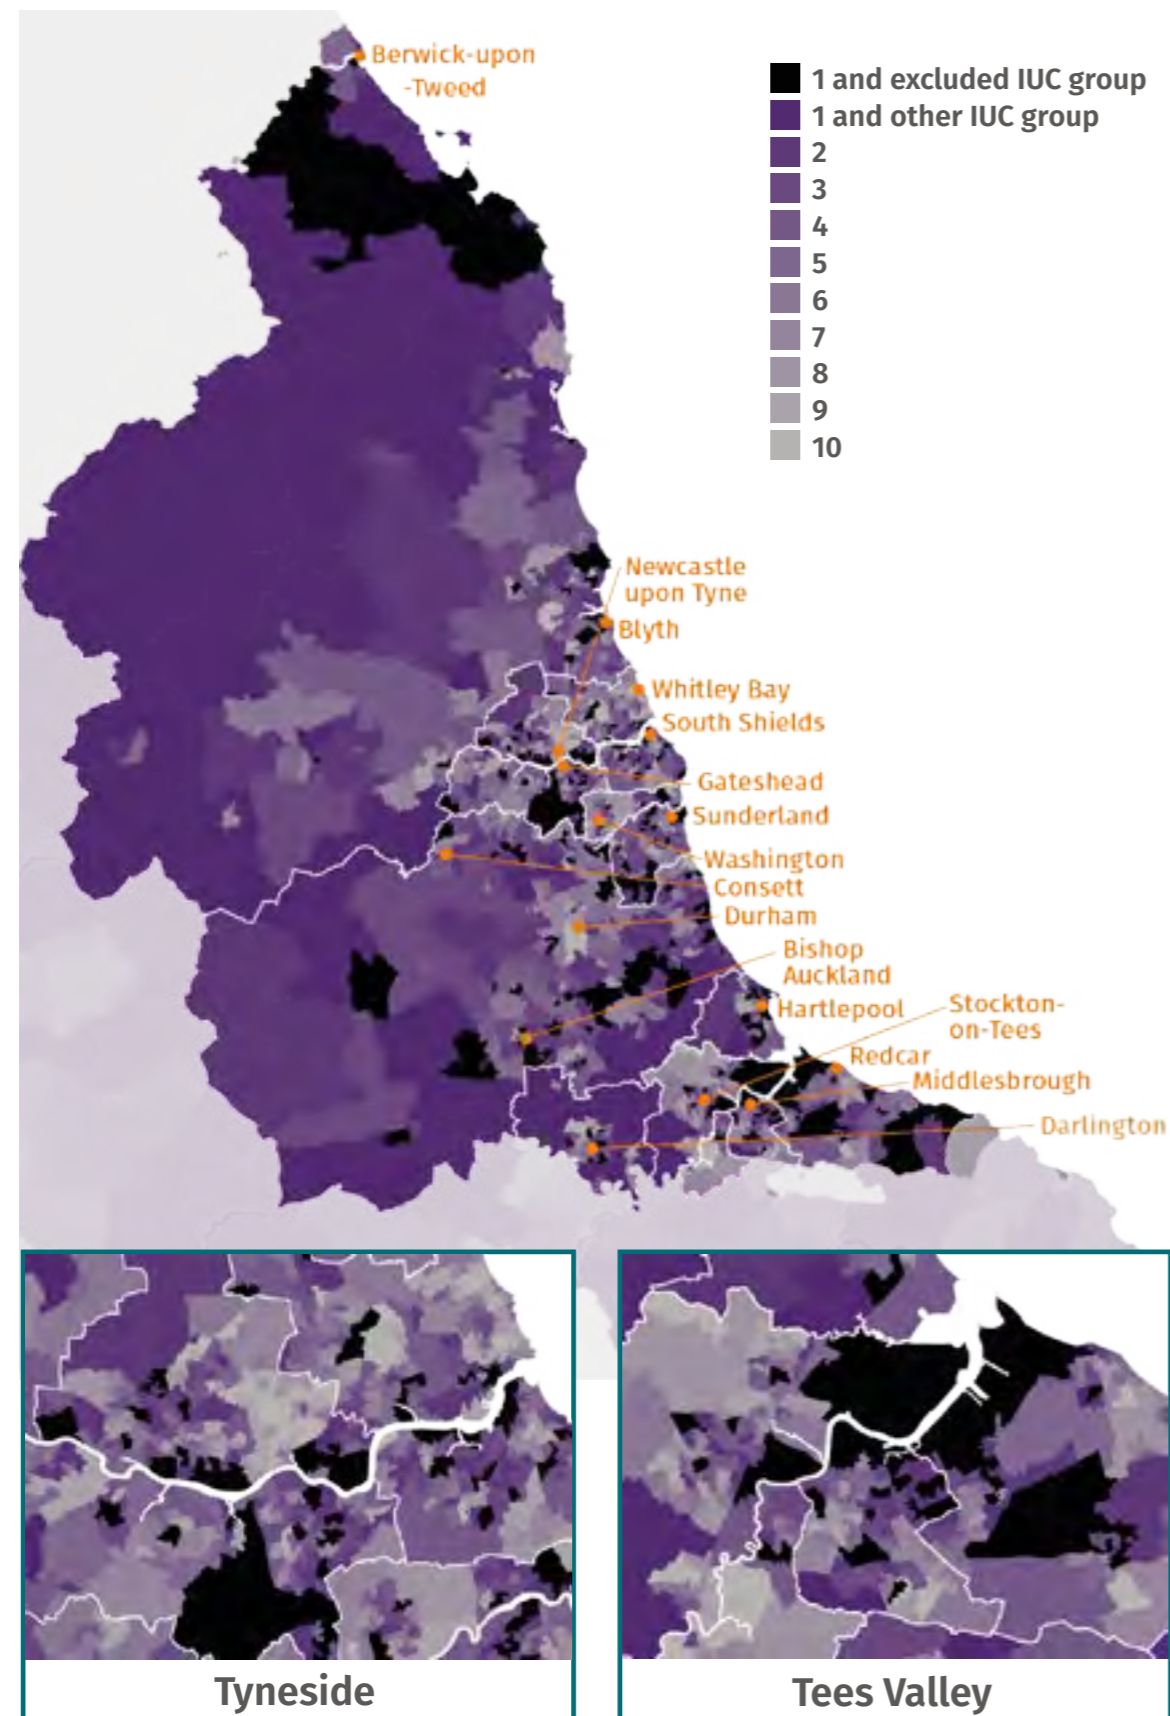 Berwick-upon
-Tweed
1 and excluded IUC group
1 and other IUC group
2
3
4
5
6
7
8
9
10
Newcastle
upon Tyne
Blyth
Whitley Bay
South Shields
Gateshead
Sunderland
Washington
Consett
Durham
Bishop
Auckland
Hartlepool
Stockton-
on-Tees
Redcar
Middlesbrough
Darlington
Tyneside
Tees Valley